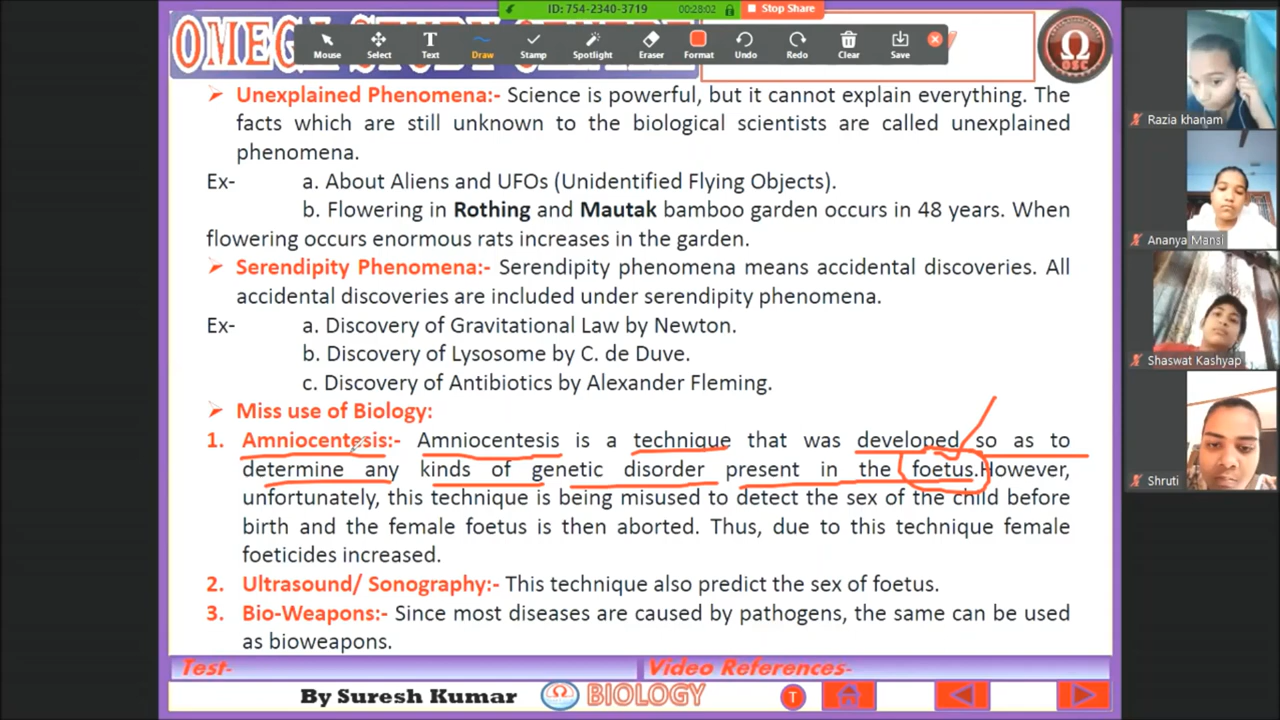 ID: 754-2340-3719 00:28:02 Stop Share
OMEGA STUDY
Mouse Select Text Draw Stamp Spotlight Eraser Format Undo Redo Clear Save
Ω
OSC
Unexplained Phenomena:- Science is powerful, but it cannot explain everything. The
facts which are still unknown to the biological scientists are called unexplained
phenomena.
Ex- a. About Aliens and UFOs (Unidentified Flying Objects).
b. Flowering in Rothing and Mautak bamboo garden occurs in 48 years. When
flowering occurs enormous rats increases in the garden.
Serendipity Phenomena:- Serendipity phenomena means accidental discoveries. All
accidental discoveries are included under serendipity phenomena.
Ex- a. Discovery of Gravitational Law by Newton.
b. Discovery of Lysosome by C. de Duve.
c. Discovery of Antibiotics by Alexander Fleming.
Miss use of Biology:
1. Amniocentesis:- Amniocentesis is a technique that was developed so as to
determine any kinds of genetic disorder present in the foetus.However,
unfortunately, this technique is being misused to detect the sex of the child before
birth and the female foetus is then aborted. Thus, due to this technique female
foeticides increased.
2. Ultrasound/ Sonography:- This technique also predict the sex of foetus.
3. Bio-Weapons:- Since most diseases are caused by pathogens, the same can be used
as bioweapons.
Test- Video References-
By Suresh Kumar Ω BIOLOGY T
Razia khanam
Ananya Mansi
Shaswat Kashyap
Shruti